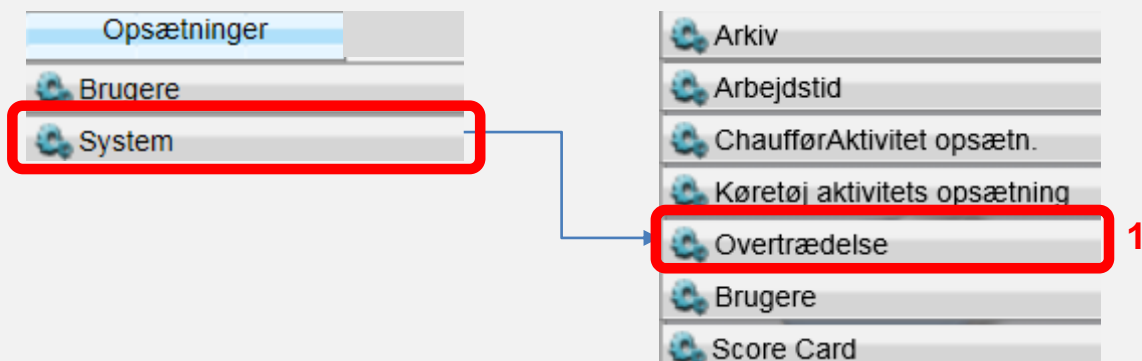 Opsætninger
Brugere
System
Arkiv
Arbejdstid
ChaufførAktivitet opsætn.
Køretøj aktivitets opsætning
Overtrædelse
1
Brugere
Score Card